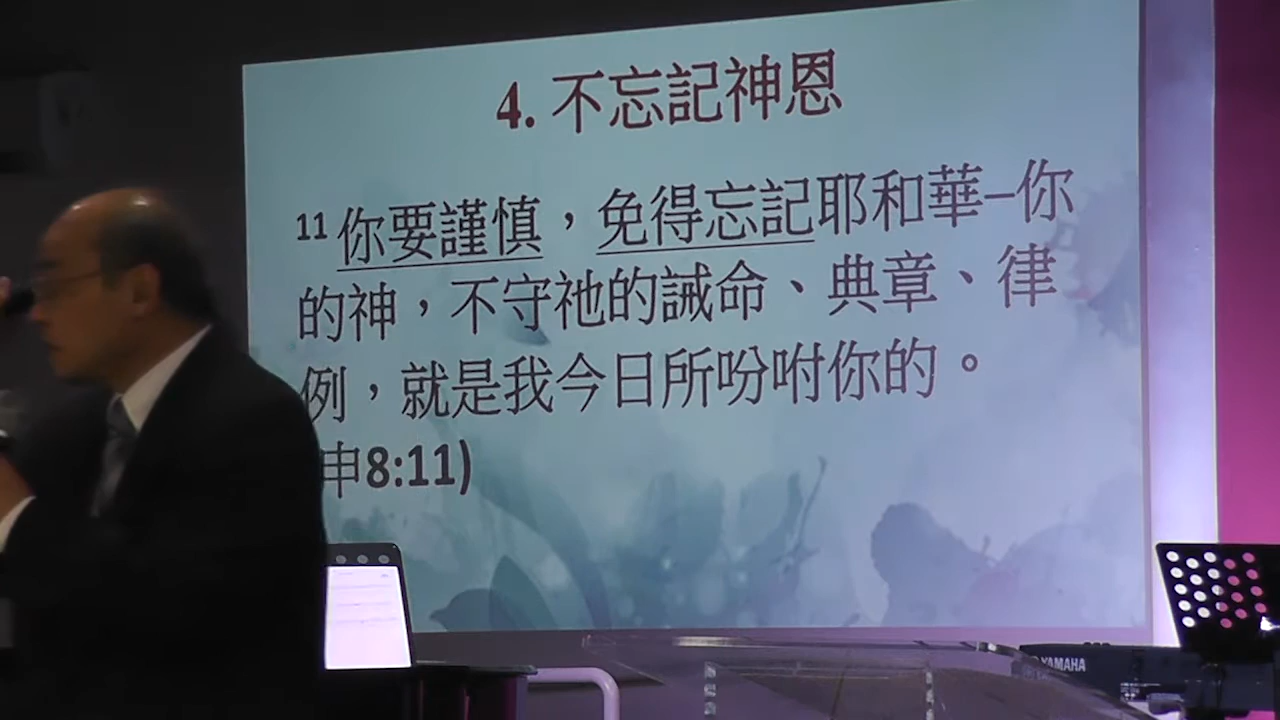 4. 不忘記神恩
11 你要謹慎，免得忘記耶和華─你
的神，不守祂的誡命、典章、律
例，就是我今日所吩咐你的。
申8:11)
YAMAHA